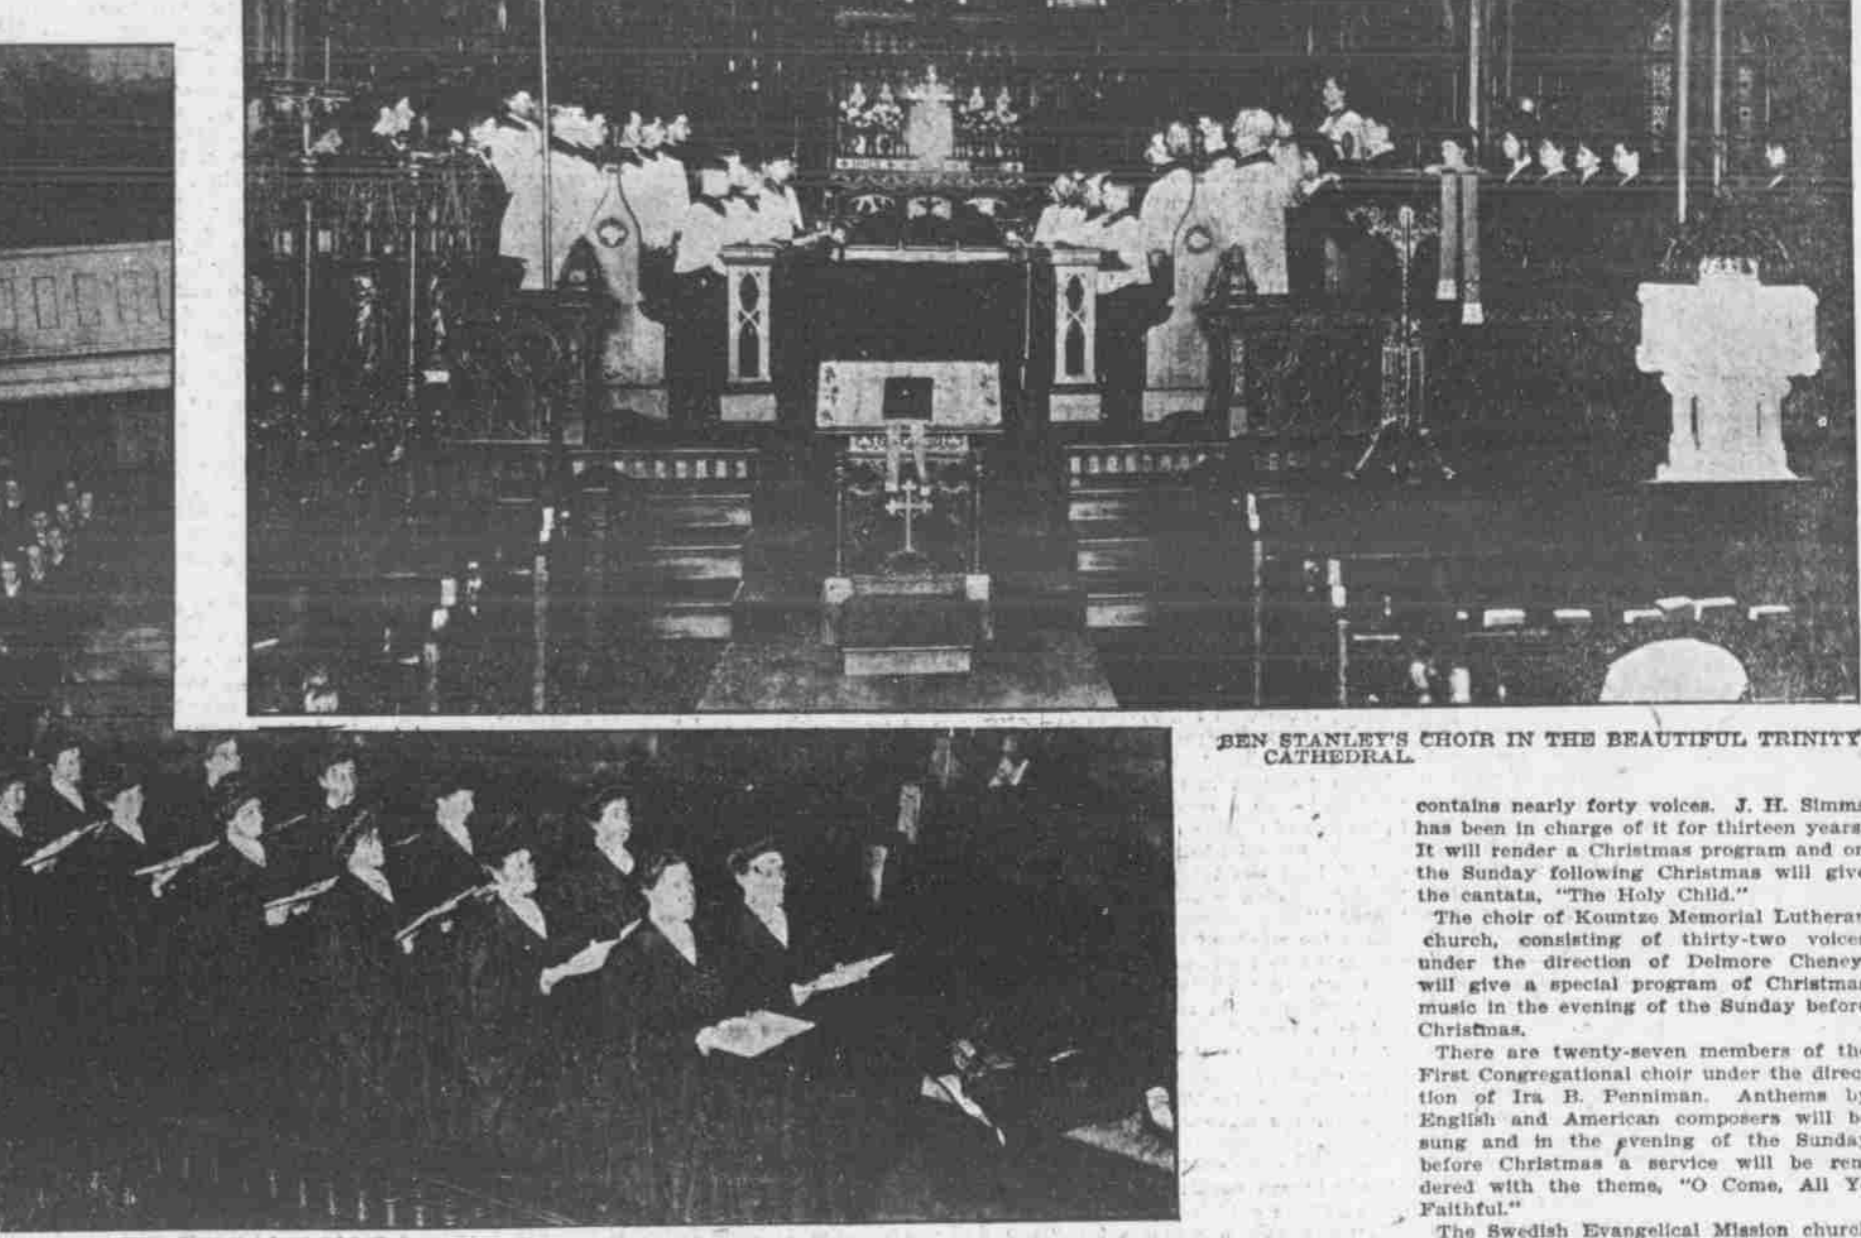 BEN STANLEY'S CHOIR IN THE BEAUTIFUL TRINITY
CATHEDRAL.
contains nearly forty voices. J. H. Simms
has been in charge of it for thirteen years
It will render a Christmas program and on
the Sunday following Christmas will give
the cantata, "The Holy Child."
The choir of Kountze Memorial Lutheran
church, consisting of thirty-two voices
under the direction of Delmore Cheney
will give a special program of Christmas
music in the evening of the Sunday before
Christmas.
There are twenty-seven members of the
First Congregational choir under the direc
tion of Ira B. Penniman. Anthems by
English and American composers will b
sung and in the evening of the Sunday
before Christmas a service will be ren
dered with the theme, "O Come, All Y
Faithful."
The Swedish Evangelical Mission church